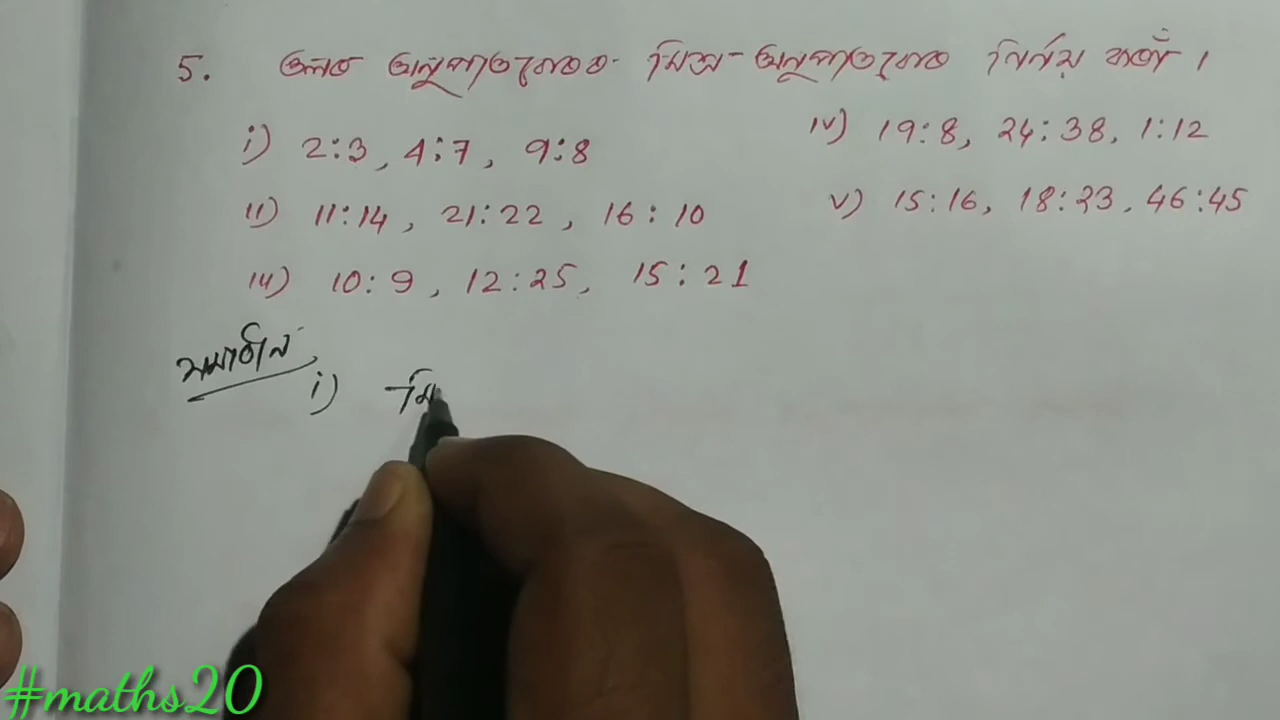 5. তলত অনুপাতবোৰৰ মিশ্ৰ-অনুপাতবোৰ নিৰ্ণয় কৰাঁ ।
i) 2:3, 4:7, 9:8
ii) 11:14, 21:22, 16:10
iii) 10:9, 12:25, 15:21
iv) 19:8, 24:38, 1:12
v) 15:16, 18:23, 46:45
সমাধান,
i) মি
#maths20